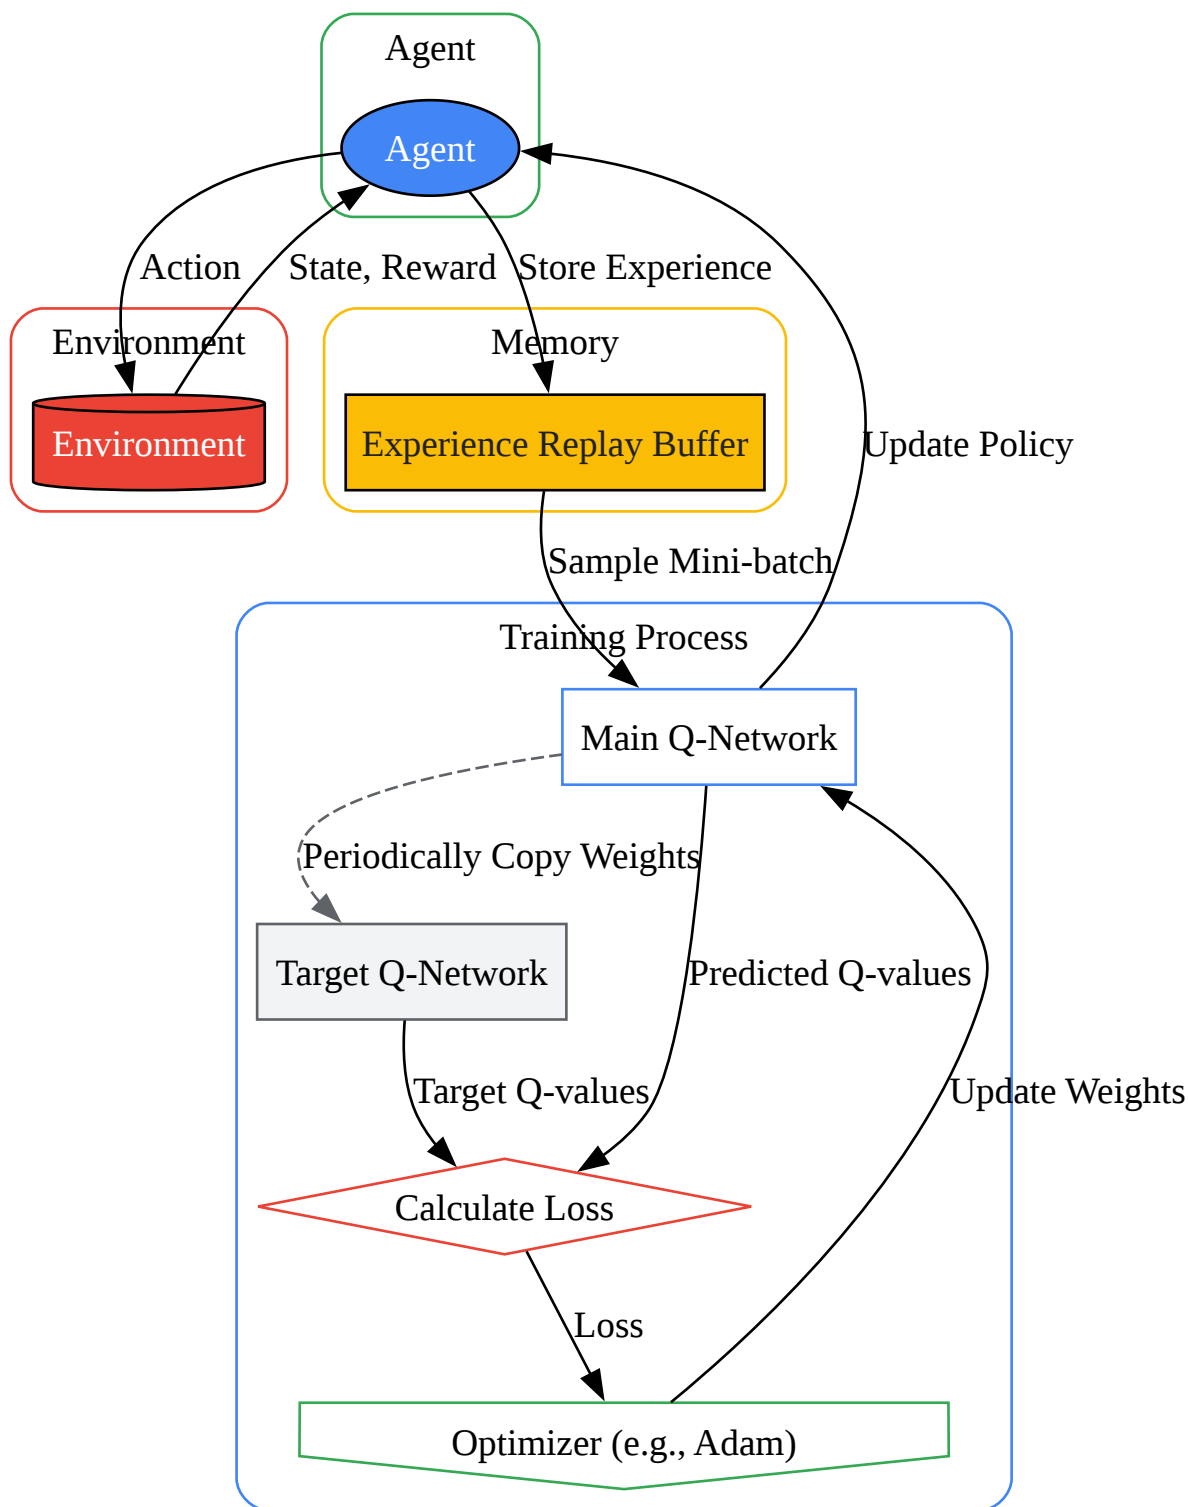 Agent
Agent
Action
State, Reward
Store Experience
Environment
Memory
Environment
Experience Replay Buffer
Update Policy
Sample Mini-batch
Training Process
Main Q-Network
Periodically Copy Weights
Target Q-Network
Predicted Q-values
Target Q-values
Update Weights
Calculate Loss
Loss
Optimizer (e.g., Adam)